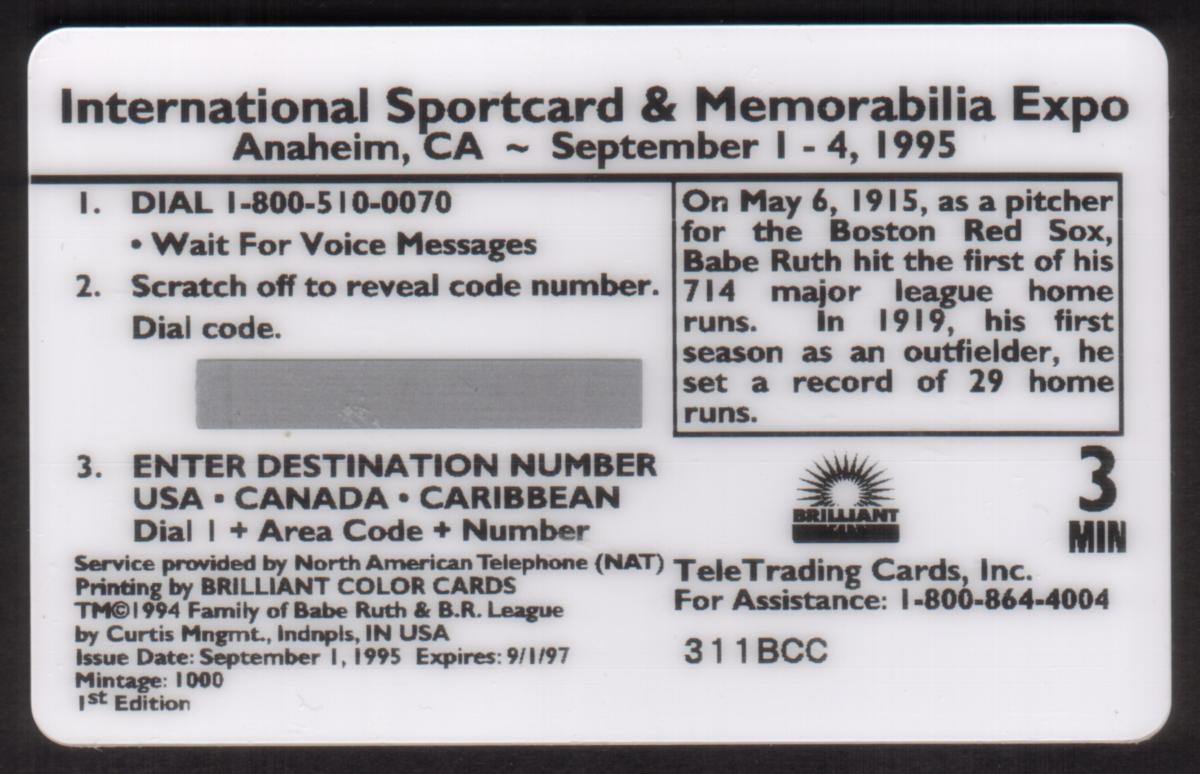 International Sportcard & Memorabilia Expo
Anaheim, CA ~ September 1 - 4, 1995
1. DIAL 1-800-510-0070
• Wait For Voice Messages
2. Scratch off to reveal code number.
Dial code.
3. ENTER DESTINATION NUMBER
USA • CANADA • CARIBBEAN
Dial 1 + Area Code + Number
On May 6, 1915, as a pitcher
for the Boston Red Sox,
Babe Ruth hit the first of his
714 major league home
runs. In 1919, his first
season as an outfielder, he
set a record of 29 home
runs.
BRILLIANT
3
MIN
Service provided by North American Telephone (NAT)
Printing by BRILLIANT COLOR CARDS
TM©1994 Family of Babe Ruth & B.R. League
by Curtis Mngmt., Indnpls, IN USA
Issue Date: September 1, 1995 Expires: 9/1/97
Mintage: 1000
1st Edition
TeleTrading Cards, Inc.
For Assistance: 1-800-864-4004
311BCC